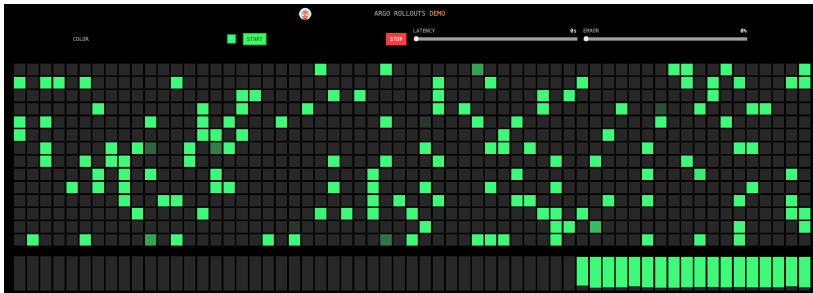 ARGO ROLLOUTS DEMO
COLOR
START
STOP
LATENCY 0s
ERROR 0%